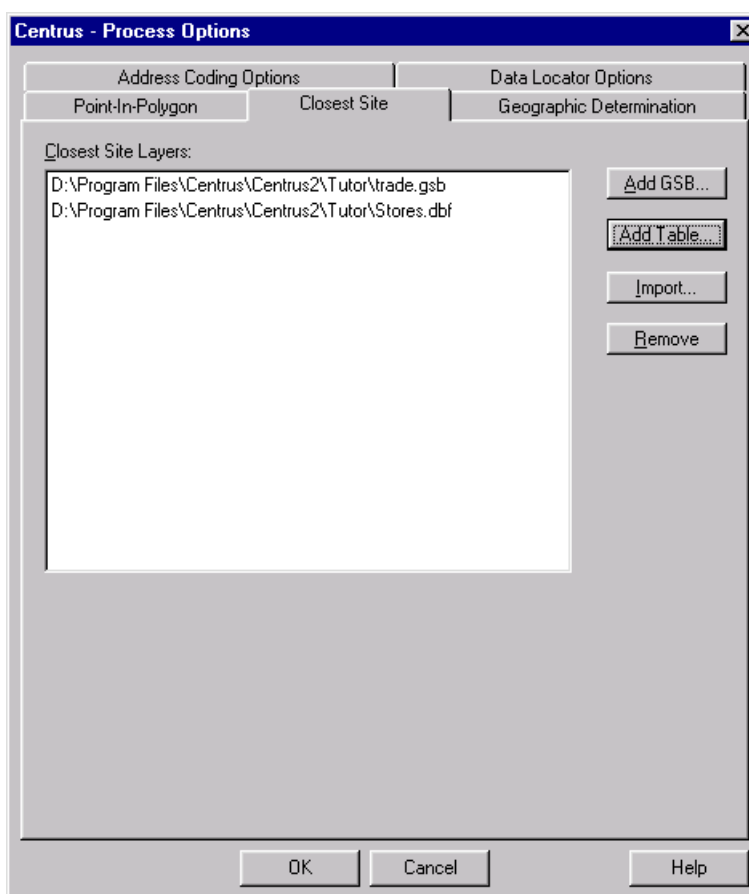 Centrus - Process Options
Address Coding Options
Data Locator Options
Point-In-Polygon
Closest Site
Geographic Determination
Closest Site Layers:
D:\Program Files\Centrus\Centrus2\Tutor\trade.gsb
D:\Program Files\Centrus\Centrus2\Tutor\Stores.dbf
Add GSB...
Add Table...
Import...
Remove
OK
Cancel
Help